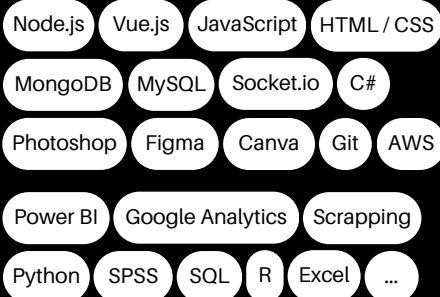 Node.js Vue.js JavaScript HTML / CSS
MongoDB MySQL Socket.io C#
Photoshop Figma Canva Git AWS
Power BI Google Analytics Scrapping
Python SPSS SQL R Excel ...